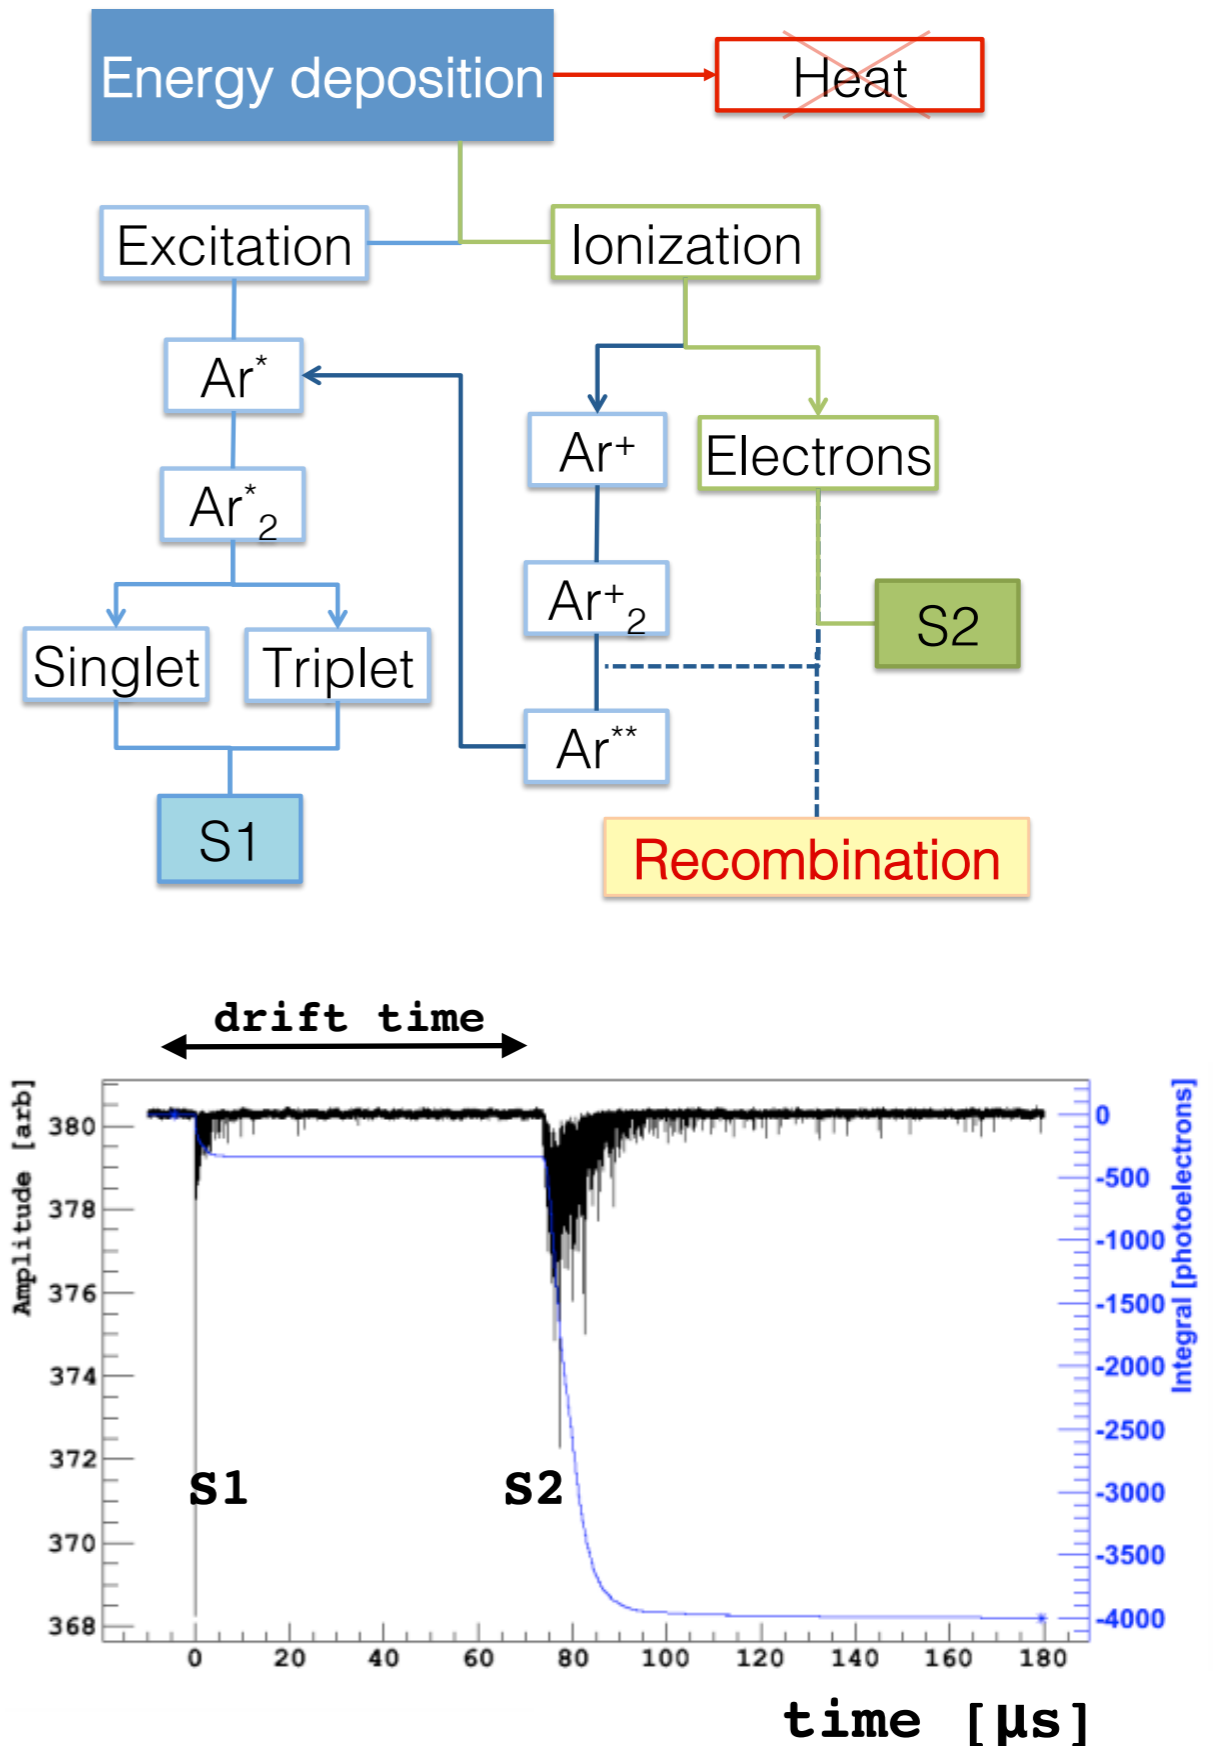 Energy deposition
Heat
Excitation
Ionization
Ar*
Ar+
Electrons
Ar*2
Ar+2
S2
Singlet
Triplet
Ar**
S1
Recombination
drift time
Amplitude [arb]
380
378
376
374
372
370
368
S1
S2
0
-500
-1000
-1500
-2000
-2500
-3000
-3500
-4000
Integral [photoelectrons]
0 20 40 60 80 100 120 140 160 180
time [µs]